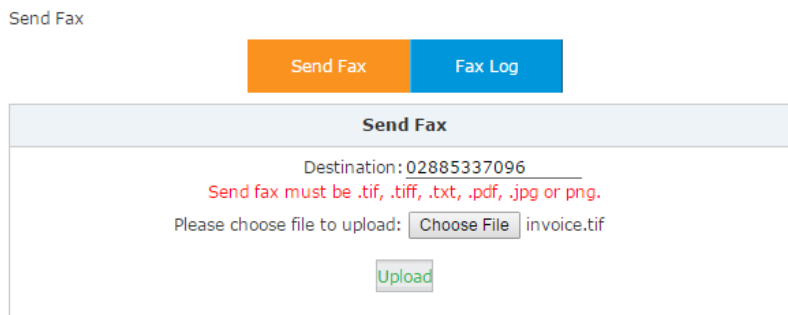 Send Fax
Send Fax Fax Log
Send Fax
Destination: 02885337096
Send fax must be .tif, .tiff, .txt, .pdf, .jpg or png.
Please choose file to upload: Choose File invoice.tif
Upload